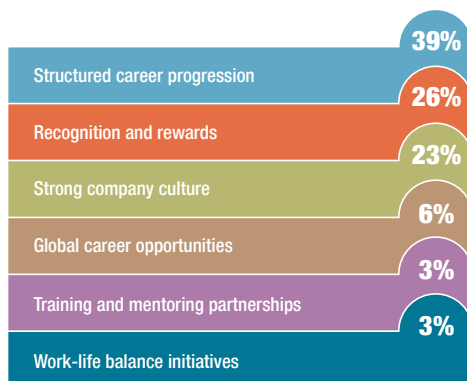 39%
Structured career progression
26%
Recognition and rewards
23%
Strong company culture
6%
Global career opportunities
3%
Training and mentoring partnerships
3%
Work-life balance initiatives